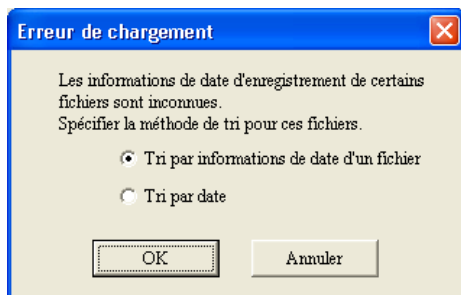 Erreur de chargement
Les informations de date d'enregistrement de certains
fichiers sont inconnues.
Spécifier la méthode de tri pour ces fichiers.
Tri par informations de date d'un fichier
Tri par date
OK
Annuler